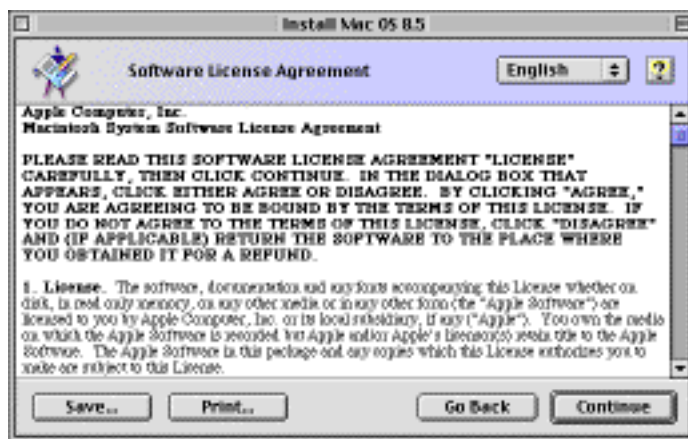 Install Mac OS 8.5
Software License Agreement
English
?
Apple Computer, Inc.
Macintosh System Software License Agreement
PLEASE READ THIS SOFTWARE LICENSE AGREEMENT "LICENSE"
CAREFULLY, THEN CLICK CONTINUE. IN THE DIALOG BOX THAT
APPEARS, CLICK EITHER AGREE OR DISAGREE. BY CLICKING "AGREE,"
YOU ARE AGREEING TO BE BOUND BY THE TERMS OF THIS LICENSE. IF
YOU DO NOT AGREE TO THE TERMS OF THIS LICENSE, CLICK "DISAGREE"
AND (IF APPLICABLE) RETURN THE SOFTWARE TO THE PLACE WHERE
YOU OBTAINED IT FOR A REFUND.
1. License. The software, documentation and any fonts accompanying this License whether on
disk, in read only memory, on any other media or in any other form (the "Apple Software") are
licensed to you by Apple Computer, Inc. or its local subsidiary, if any ("Apple"). You own the media
on which the Apple Software is recorded but Apple and/or Apple's licensor(s) retain title to the Apple
Software. The Apple Software in this package and any copies which this License authorizes you to
make are subject to this License.
Save...
Print...
Go Back
Continue